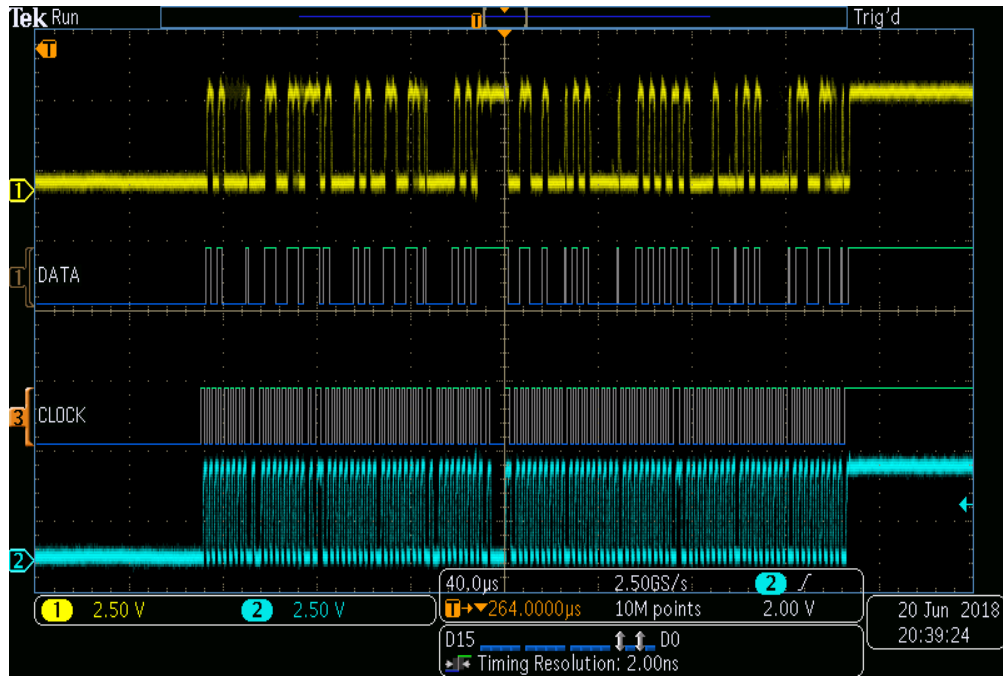 Tek Run Trig'd
T
T
1
1 DATA
3 CLOCK
2
40.0µs 2.50GS/s 2
1 2.50 V 2 2.50 V T→▼264.0000µs 10M points 2.00 V
20 Jun 2018
20:39:24
D15 D0
Timing Resolution: 2.00ns